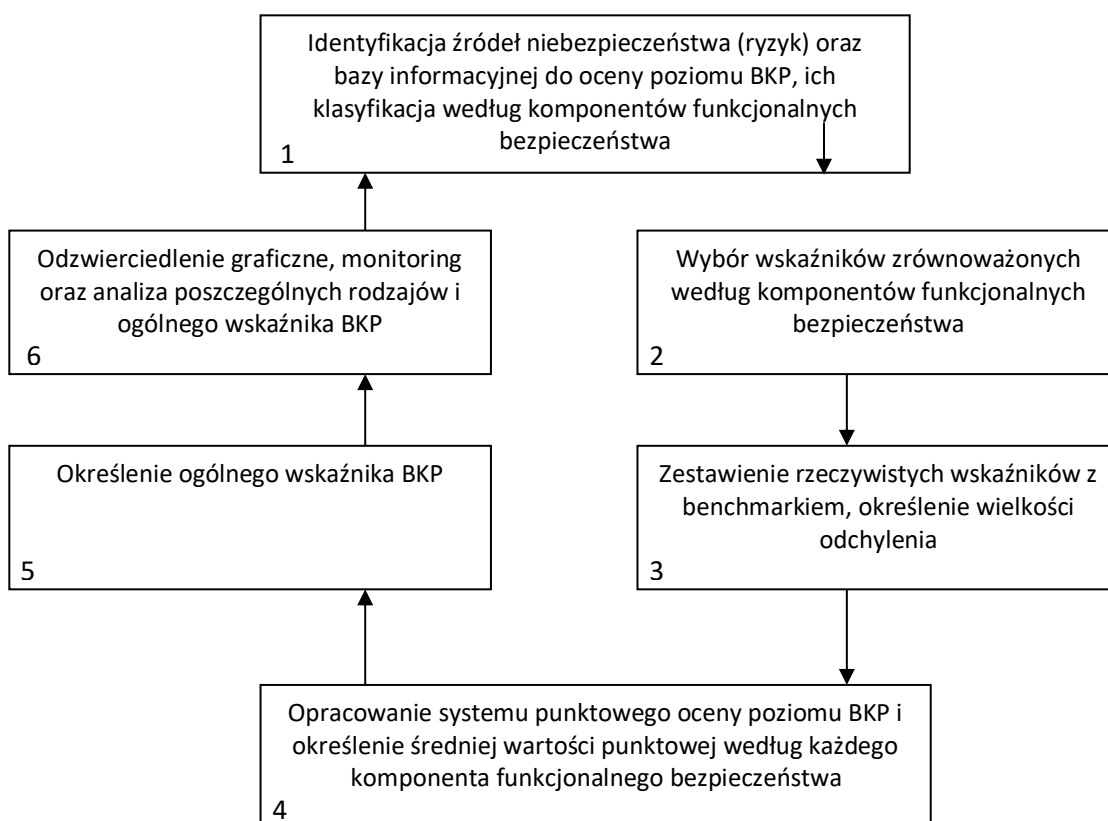 Identyfikacja źródeł niebezpieczeństwa (ryzyk) oraz
bazy informacyjnej do oceny poziomu BKP, ich
klasyfikacja według komponentów funkcjonalnych
bezpieczeństwa
1
Wybór wskaźników zrównoważonych
według komponentów funkcjonalnych
bezpieczeństwa
2
Zestawienie rzeczywistych wskaźników z
benchmarkiem, określenie wielkości
odchylenia
3
Opracowanie systemu punktowego oceny poziomu BKP i
określenie średniej wartości punktowej według każdego
komponenta funkcjonalnego bezpieczeństwa
4
Określenie ogólnego wskaźnika BKP
5
Odzwierciedlenie graficzne, monitoring
oraz analiza poszczególnych rodzajów i
ogólnego wskaźnika BKP
6